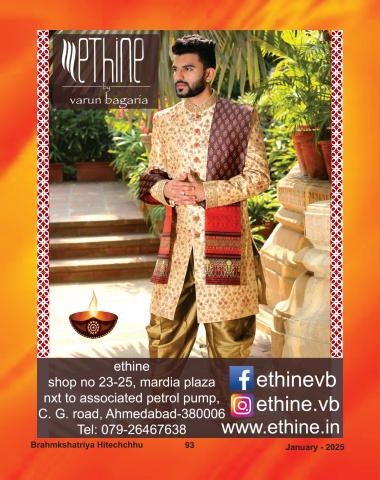 ethine
by
varun bagaria
ethine
shop no 23-25, mardia plaza
nxt to associated petrol pump,
C. G. road, Ahmedabad-380006
Tel: 079-26467638
ethinevb
ethine.vb
www.ethine.in
Brahmkshatriya Hitechchhu 93 January - 2025